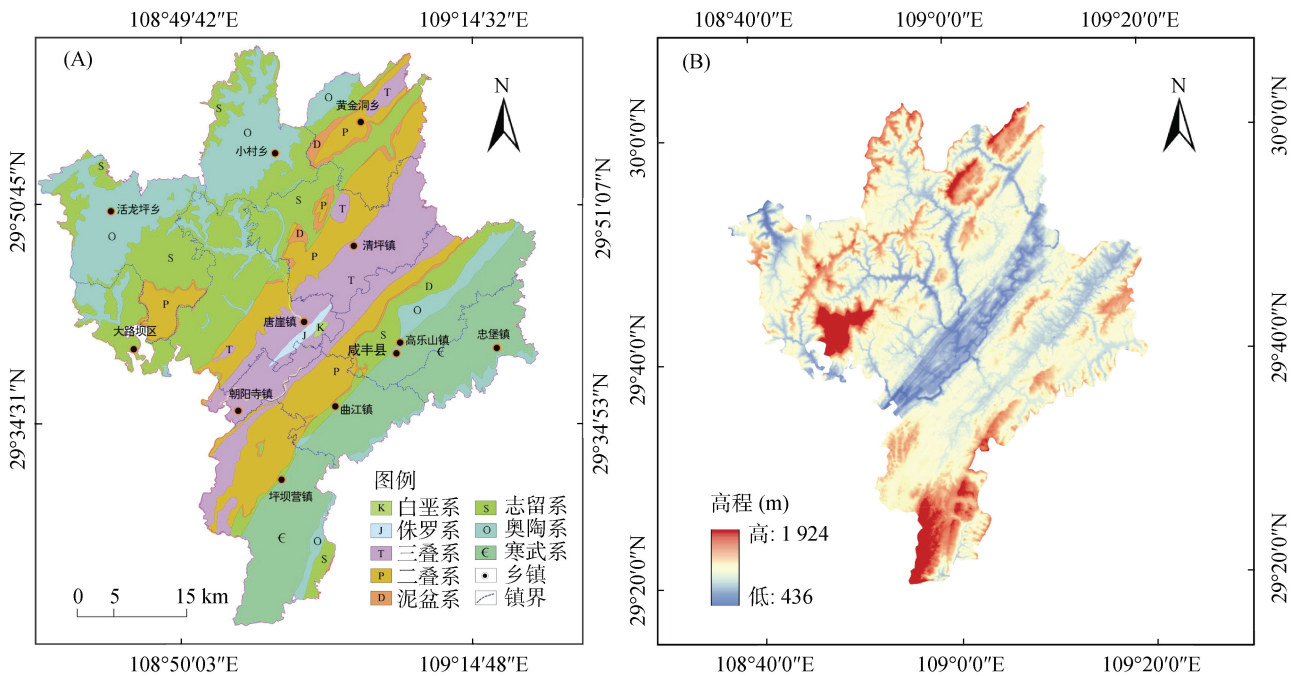 108°49′42″E
109°14′32″E
(A)
N
29°50′45″N
29°34′31″N
29°51′07″N
29°34′53″N
黄金洞乡
小村乡
活龙坪乡
清坪镇
大路坝区
唐崖镇
高乐山镇
咸丰县
忠堡镇
朝阳寺镇
曲江镇
坪坝营镇
S
O
O
T
P
D
S
O
S
S
P
T
D
P
P
T
D
O
J
K
S
Є
T
P
Є
O
S
图例
K 白垩系
S 志留系
J 侏罗系
O 奥陶系
T 三叠系
Є 寒武系
P 二叠系
乡镇
D 泥盆系
镇界
0 5 15 km
108°50′03″E
109°14′48″E
108°40′0″E
109°0′0″E
109°20′0″E
(B)
N
30°0′0″N
29°40′0″N
29°20′0″N
30°0′0″N
29°40′0″N
29°20′0″N
高程 (m)
高: 1 924
低: 436
108°40′0″E
109°0′0″E
109°20′0″E